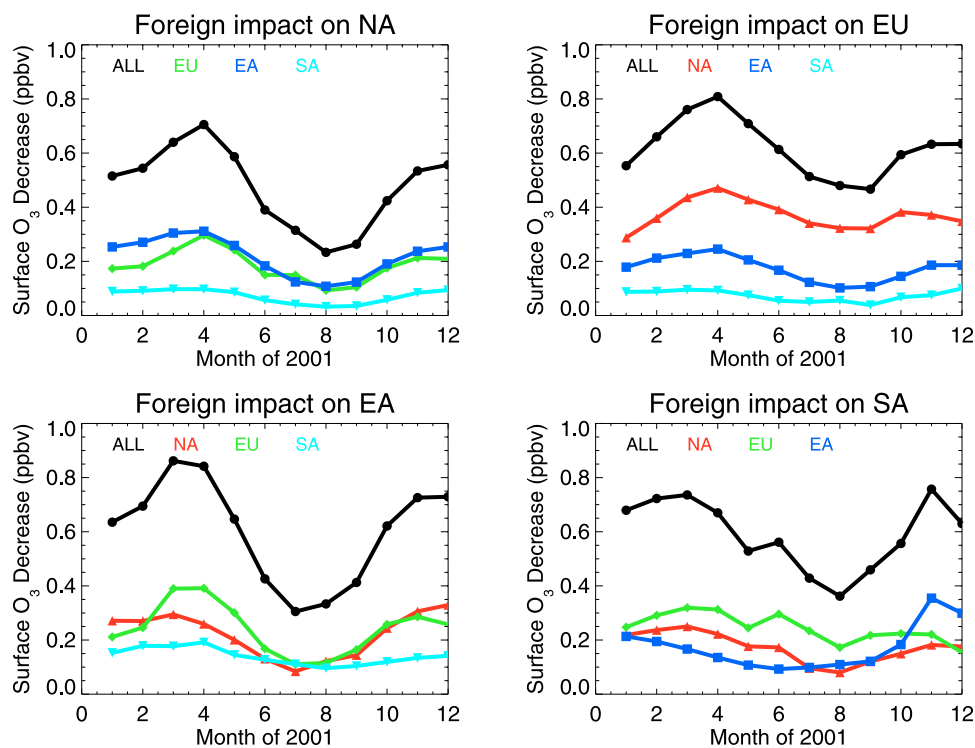 Foreign impact on NA
Surface O3 Decrease (ppbv)
1.0
0.8
0.6
0.4
0.2
0.0
ALL EU EA SA
0 2 4 6 8 10 12
Month of 2001
Foreign impact on EU
Surface O3 Decrease (ppbv)
1.0
0.8
0.6
0.4
0.2
0.0
ALL NA EA SA
0 2 4 6 8 10 12
Month of 2001
Foreign impact on EA
Surface O3 Decrease (ppbv)
1.0
0.8
0.6
0.4
0.2
0.0
ALL NA EU SA
0 2 4 6 8 10 12
Month of 2001
Foreign impact on SA
Surface O3 Decrease (ppbv)
1.0
0.8
0.6
0.4
0.2
0.0
ALL NA EU EA
0 2 4 6 8 10 12
Month of 2001